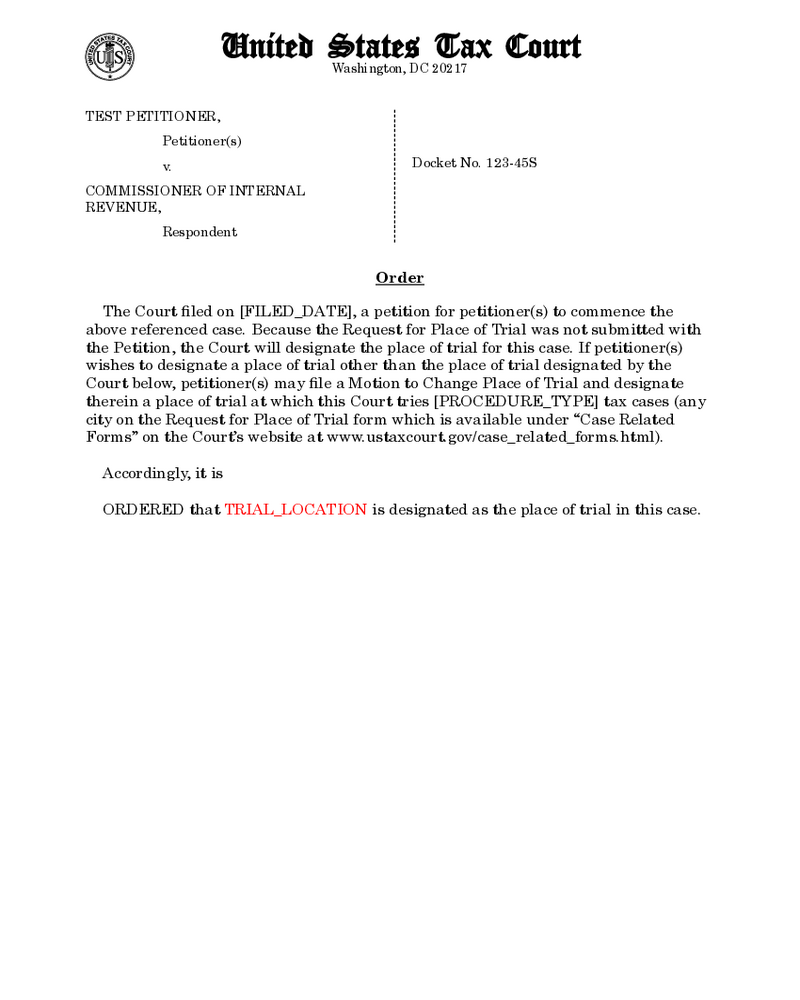 UNITED STATES TAX COURT
US
United States Tax Court
Washington, DC 20217
TEST PETITIONER,
Petitioner(s)
v.
COMMISSIONER OF INTERNAL
REVENUE,
Respondent
Docket No. 123-45S
Order
The Court filed on [FILED_DATE], a petition for petitioner(s) to commence the
above referenced case. Because the Request for Place of Trial was not submitted with
the Petition, the Court will designate the place of trial for this case. If petitioner(s)
wishes to designate a place of trial other than the place of trial designated by the
Court below, petitioner(s) may file a Motion to Change Place of Trial and designate
therein a place of trial at which this Court tries [PROCEDURE_TYPE] tax cases (any
city on the Request for Place of Trial form which is available under “Case Related
Forms” on the Court’s website at www.ustaxcourt.gov/case_related_forms.html).
Accordingly, it is
ORDERED that TRIAL_LOCATION is designated as the place of trial in this case.